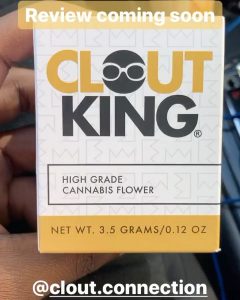 Review coming soon
CLOUT
KING®
HIGH GRADE
CANNABIS FLOWER
NET WT. 3.5 GRAMS/0.12 OZ
@clout.connection